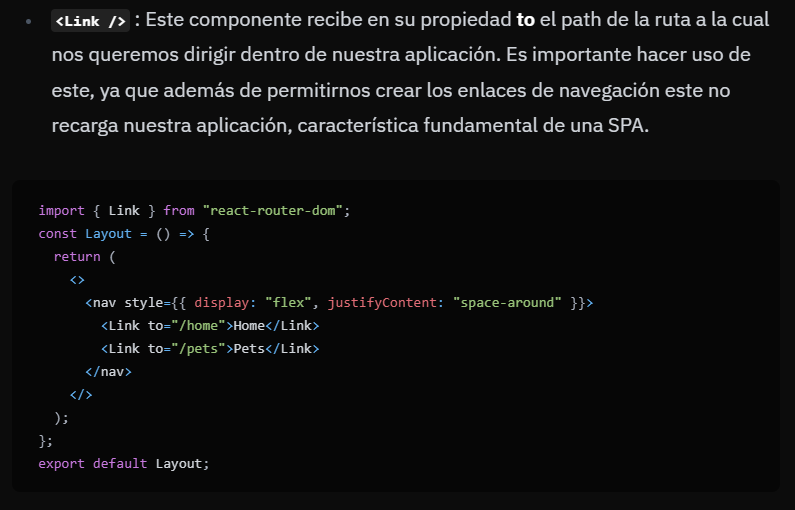 <Link /> : Este componente recibe en su propiedad to el path de la ruta a la cual
nos queremos dirigir dentro de nuestra aplicación. Es importante hacer uso de
este, ya que además de permitirnos crear los enlaces de navegación este no
recarga nuestra aplicación, característica fundamental de una SPA.
import { Link } from "react-router-dom";
const Layout = () => {
  return (
    <>
      <nav style={{ display: "flex", justifyContent: "space-around" }}>
        <Link to="/home">Home</Link>
        <Link to="/pets">Pets</Link>
      </nav>
    </>
  );
};
export default Layout;